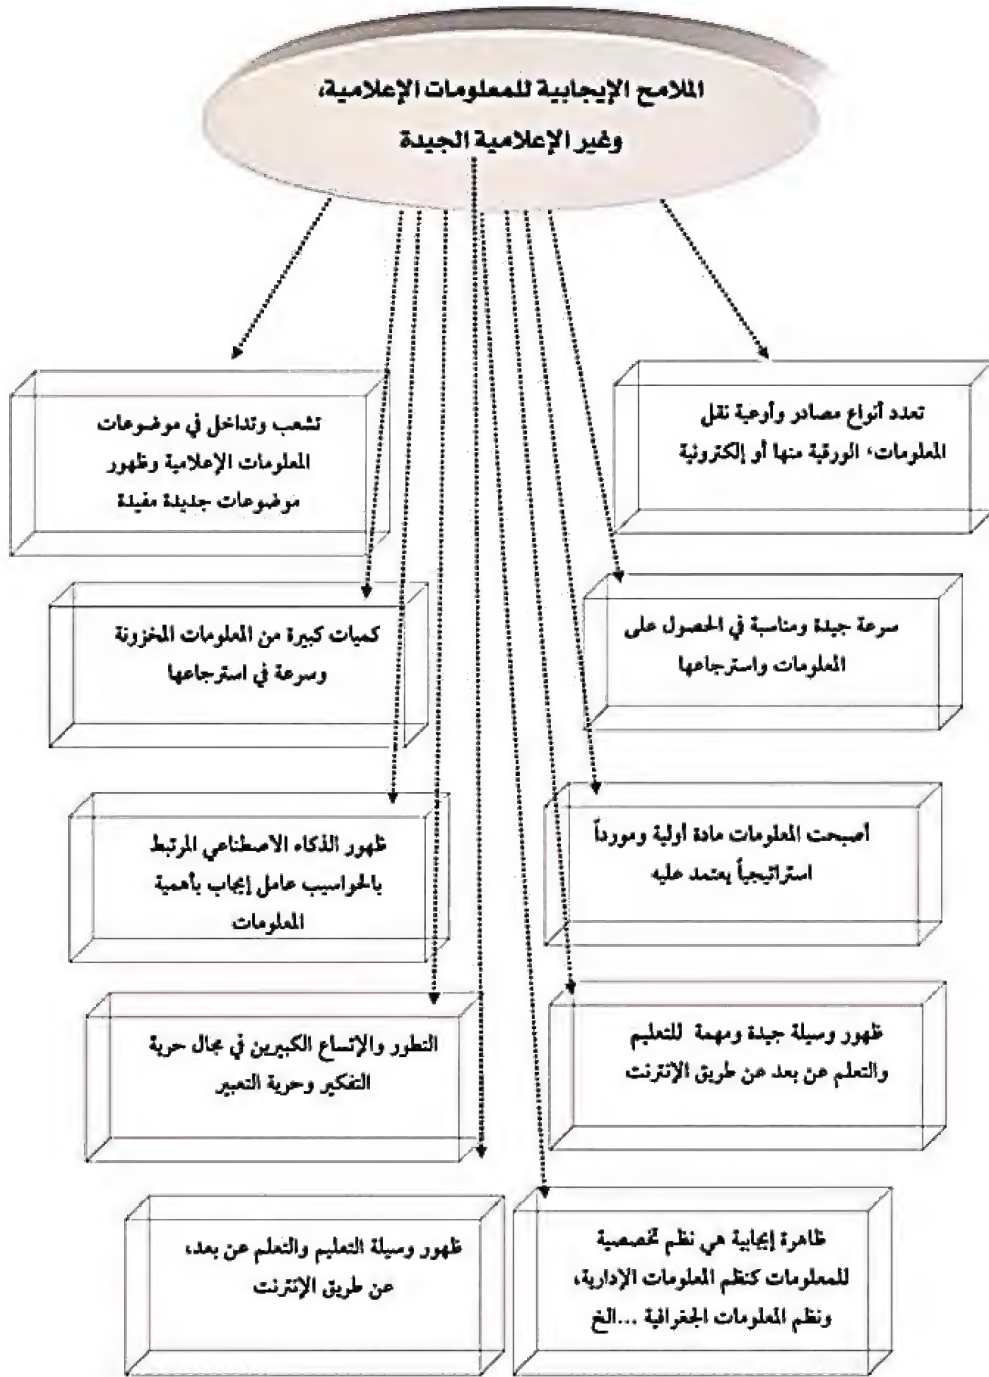 الملامح الإيجابية للمعلومات الإعلامية،
وغير الإعلامية الجيدة
تعدد أنواع مصادر وأوعية نقل
المعلومات، الورقية منها أو إلكترونية
تشعب وتداخل في موضوعات
المعلومات الإعلامية وظهور
موضوعات جديدة مفيدة
سرعة جيدة ومناسبة في الحصول على
المعلومات واسترجاعها
كميات كبيرة من المعلومات المخزونة
وسرعة في استرجاعها
أصبحت المعلومات مادة أولية ومورداً
استراتيجياً يعتمد عليه
ظهور الذكاء الاصطناعي المرتبط
بالحواسيب عامل إيجاب بأهمية
المعلومات
ظهور وسيلة جيدة ومهمة للتعليم
والتعلم عن بعد عن طريق الإنترنت
التطور والإتساع الكبيرين في مجال حرية
التفكير وحرية التعبير
ظاهرة إيجابية هي نظم تخصصية
للمعلومات كنظم المعلومات الإدارية،
ونظم المعلومات الجغرافية ...الخ
ظهور وسيلة التعليم والتعلم عن بعد،
عن طريق الإنترنت